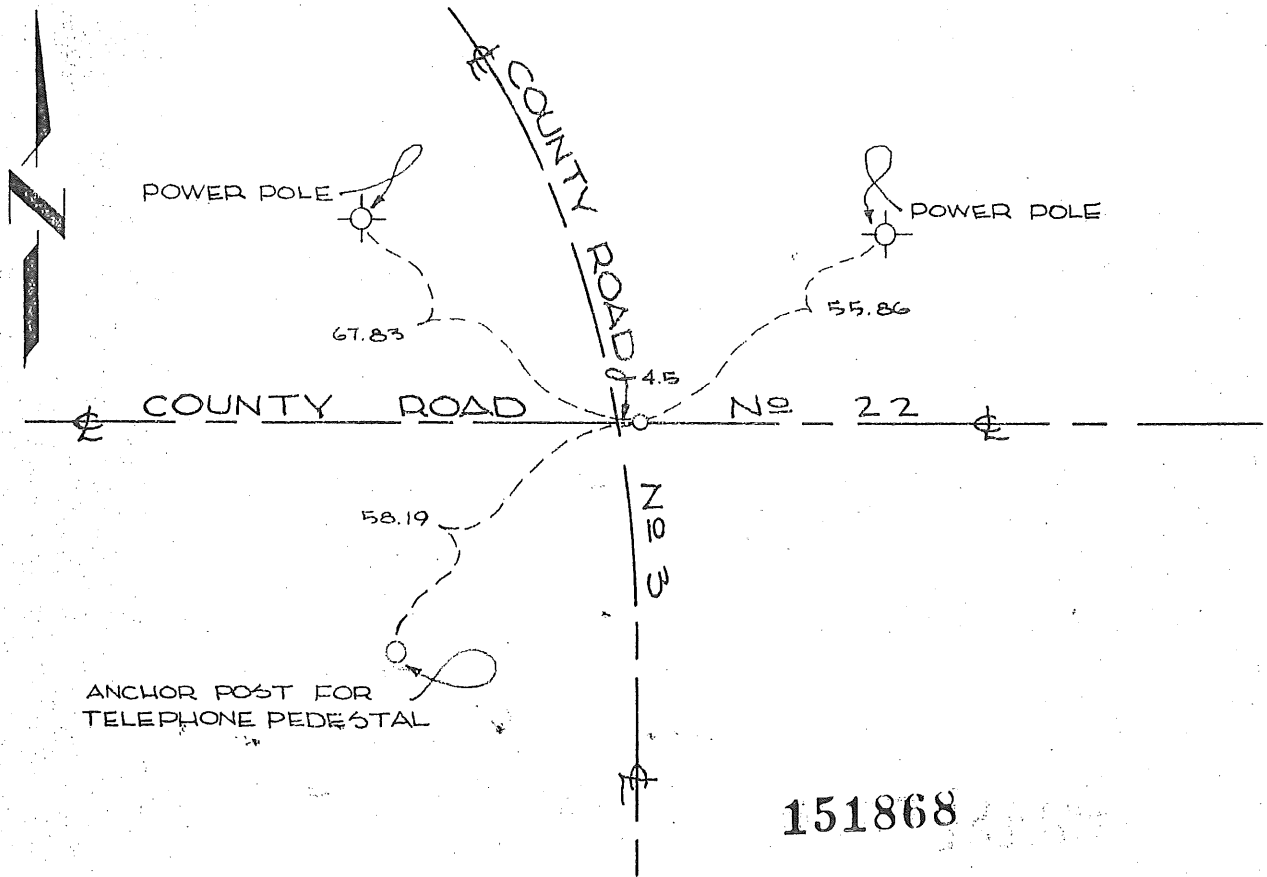 N
℄
COUNTY ROAD
POWER POLE
POWER POLE
67.83
55.86
4.5
℄ COUNTY ROAD Nº 22 ℄
Nº 3
58.19
ANCHOR POST FOR
TELEPHONE PEDESTAL
℄
151868